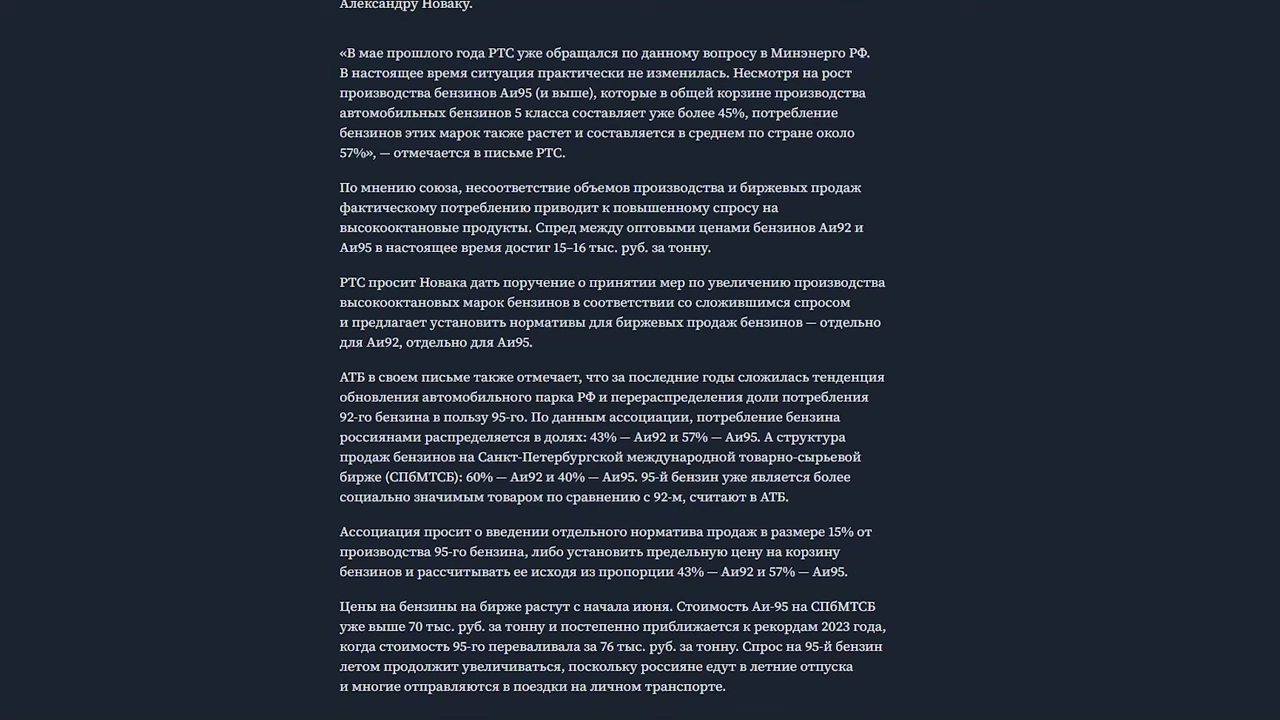 Александру Новаку.
«В мае прошлого года РТС уже обращался по данному вопросу в Минэнерго РФ.
В настоящее время ситуация практически не изменилась. Несмотря на рост
производства бензинов Аи95 (и выше), которые в общей корзине производства
автомобильных бензинов 5 класса составляет уже более 45%, потребление
бензинов этих марок также растет и составляется в среднем по стране около
57%», — отмечается в письме РТС.
По мнению союза, несоответствие объемов производства и биржевых продаж
фактическому потреблению приводит к повышенному спросу на
высокооктановые продукты. Спред между оптовыми ценами бензинов Аи92 и
Аи95 в настоящее время достиг 15–16 тыс. руб. за тонну.
РТС просит Новака дать поручение о принятии мер по увеличению производства
высокооктановых марок бензинов в соответствии со сложившимся спросом
и предлагает установить нормативы для биржевых продаж бензинов — отдельно
для Аи92, отдельно для Аи95.
АТБ в своем письме также отмечает, что за последние годы сложилась тенденция
обновления автомобильного парка РФ и перераспределения доли потребления
92-го бензина в пользу 95-го. По данным ассоциации, потребление бензина
россиянами распределяется в долях: 43% — Аи92 и 57% — Аи95. А структура
продаж бензинов на Санкт-Петербургской международной товарно-сырьевой
бирже (СПбМТСБ): 60% — Аи92 и 40% — Аи95. 95-й бензин уже является более
социально значимым товаром по сравнению с 92-м, считают в АТБ.
Ассоциация просит о введении отдельного норматива продаж в размере 15% от
производства 95-го бензина, либо установить предельную цену на корзину
бензинов и рассчитывать ее исходя из пропорции 43% — Аи92 и 57% — Аи95.
Цены на бензины на бирже растут с начала июня. Стоимость Аи-95 на СПбМТСБ
уже выше 70 тыс. руб. за тонну и постепенно приближается к рекордам 2023 года,
когда стоимость 95-го переваливала за 76 тыс. руб. за тонну. Спрос на 95-й бензин
летом продолжит увеличиваться, поскольку россияне едут в летние отпуска
и многие отправляются в поездки на личном транспорте.